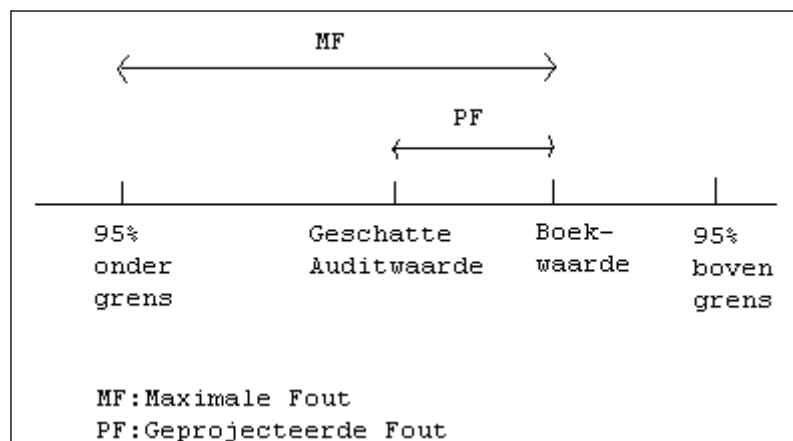 MF
PF
95% onder grens
Geschatte Auditwaarde
Boek- waarde
95% boven grens
MF:Maximale Fout
PF:Geprojecteerde Fout